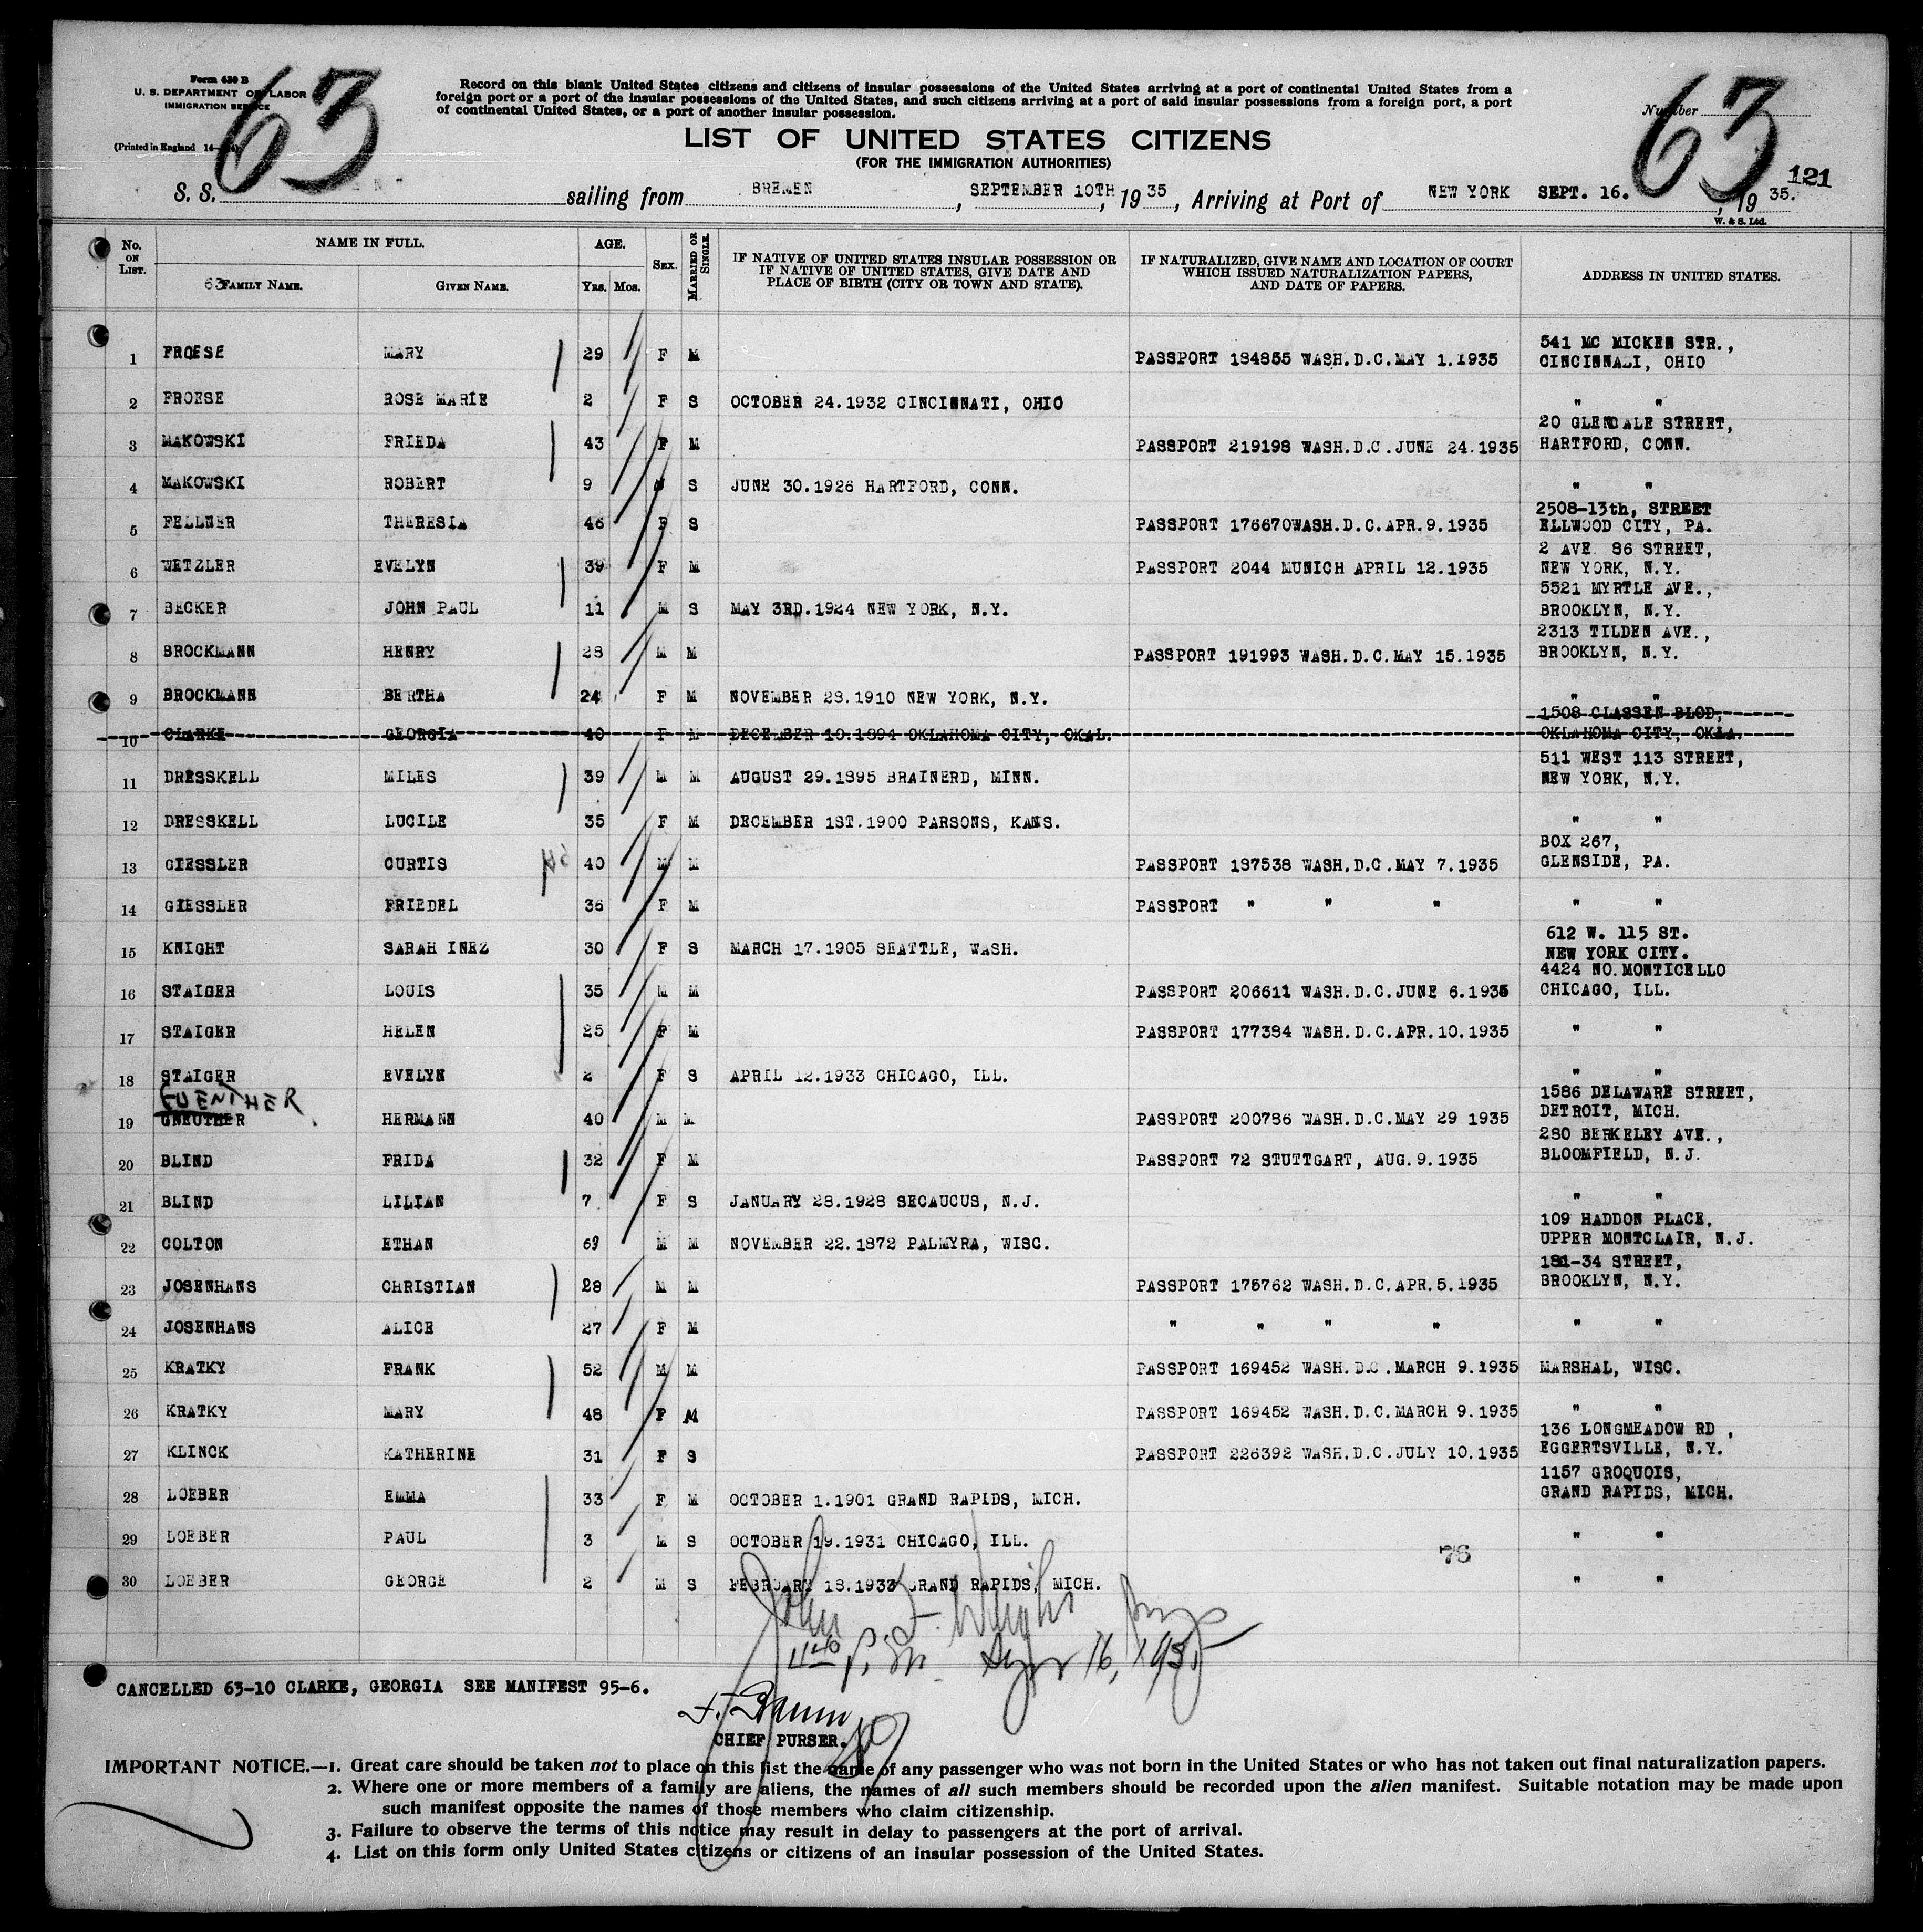 Form 630 B
U. S. DEPARTMENT OF LABOR
IMMIGRATION SERVICE
(Printed in England
63
Record on this blank United States citizens and citizens of insular possessions of the United States arriving at a port of continental United States from a
foreign port or a port of the insular possessions of the United States, and such citizens arriving at a port of said insular possessions from a foreign port, a port
of continental United States, or a port of another insular possession.
Number
63
121
LIST OF UNITED STATES CITIZENS
(FOR THE IMMIGRATION AUTHORITIES)
S. S. sailing from BREMEN, SEPTEMBER 10TH, 1935, Arriving at Port of NEW YORK SEPT. 16., 1935.
W. & S. Ltd.
No. ON LIST. NAME IN FULL. AGE. SEX. MARRIED OR SINGLE. IF NATIVE OF UNITED STATES INSULAR POSSESSION OR IF NATIVE OF UNITED STATES, GIVE DATE AND PLACE OF BIRTH (CITY OR TOWN AND STATE). IF NATURALIZED, GIVE NAME AND LOCATION OF COURT WHICH ISSUED NATURALIZATION PAPERS, AND DATE OF PAPERS. ADDRESS IN UNITED STATES.
63 FAMILY NAME. GIVEN NAME. Yrs. Mos.
1 FROESE MARY 29 F M PASSPORT 184855 WASH.D.C.MAY 1.1935 541 MC MICKEN STR., CINCINNAZI, OHIO
2 FROESE ROSE MARIE 2 F S OCTOBER 24.1932 CINCINNATI, OHIO " "
3 MAKOWSKI FRIEDA 43 F M PASSPORT 219198 WASH.D.C.JUNE 24.1935 20 GLENDALE STREET, HARTFORD, CONN.
4 MAKOWSKI ROBERT 9 M S JUNE 30.1926 HARTFORD, CONN. " "
5 FELLNER THERESIA 46 F S PASSPORT 176670WASH.D.C.APR.9.1935 2508-13th, STREET ELLWOOD CITY, PA.
6 WETZLER EVELYN 39 F M PASSPORT 2044 MUNICH APRIL 12.1935 2 AVE. 86 STREET, NEW YORK, N.Y.
7 BECKER JOHN PAUL 11 M S MAY 3RD.1924 NEW YORK, N.Y. 5521 MYRTLE AVE., BROOKLYN, N.Y.
8 BROCKMANN HENRY 28 M M PASSPORT 191993 WASH.D.C.MAY 15.1935 2313 TILDEN AVE., BROOKLYN, N.Y.
9 BROCKMANN BERTHA 24 F M NOVEMBER 28.1910 NEW YORK, N.Y. " "
10 CLARKE GEORGIA 40 F M DECEMBER 10.1894 OKLAHOMA CITY, OKAL. 1508 CLASSEN BLOD, OKLAHOMA CITY, OKLA.
11 DRESSKELL MILES 39 M M AUGUST 29.1895 BRAINERD, MINN. 511 WEST 113 STREET, NEW YORK, N.Y.
12 DRESSKELL LUCILE 35 F M DECEMBER 1ST.1900 PARSONS, KANS. " "
13 GIESSLER CURTIS 40 M M PASSPORT 187538 WASH.D.C.MAY 7.1935 BOX 267, GLENSIDE, PA.
14 GIESSLER FRIEDEL 36 F M PASSPORT " " " " "
15 KNIGHT SARAH INEZ 30 F S MARCH 17.1905 SEATTLE, WASH. 612 W. 115 ST. NEW YORK CITY.
16 STAIGER LOUIS 35 M M PASSPORT 206611 WASH.D.C.JUNE 6.1935 4424 NO.MONTICELLO CHICAGO, ILL.
17 STAIGER HELEN 25 F M PASSPORT 177384 WASH.D.C.APR.10.1935 " "
18 STAIGER EVELYN 2 F S APRIL 12.1933 CHICAGO, ILL. " "
GUENTHER
19 GNEUTHER HERMANN 40 M M PASSPORT 200786 WASH.D.C.MAY 29 1935 1586 DELAWARE STREET, DETROIT, MICH.
20 BLIND FRIDA 32 F M PASSPORT 72 STUTTGART, AUG.9.1935 280 BERKELEY AVE., BLOOMFIELD, N.J.
21 BLIND LILIAN 7 F S JANUARY 28.1928 SECAUCUS, N.J. " "
22 COLTON ETHAN 69 M M NOVEMBER 22.1872 PALMYRA, WISC. 109 HADDON PLACE, UPPER MONTCLAIR, N.J.
23 JOSENHANS CHRISTIAN 28 M M PASSPORT 175762 WASH.D.C.APR.5.1935 181-34 STREET, BROOKLYN, N.Y.
24 JOSENHANS ALICE 27 F M " " " " " "
25 KRATKY FRANK 52 M M PASSPORT 169452 WASH.D.C.MARCH 9.1935 MARSHAL, WISC.
26 KRATKY MARY 48 F M PASSPORT 169452 WASH.D.C.MARCH 9.1935 " "
27 KLINCK KATHERINE 31 F S PASSPORT 226392 WASH.D.C.JULY 10.1935 136 LONGMEADOW RD, EGGERTSVILLE, N.Y.
28 LOEBER EMMA 33 F M OCTOBER 1.1901 GRAND RAPIDS, MICH. 1157 GROQUOIS, GRAND RAPIDS, MICH.
29 LOEBER PAUL 3 M S OCTOBER 19.1931 CHICAGO, ILL. " "
76
30 LOEBER GEORGE 2 M S FEBRUARY 18.1933 GRAND RAPIDS, MICH. " "
John
16, 1935
CANCELLED 63-10 CLARKE, GEORGIA SEE MANIFEST 95-6.
CHIEF PURSER.
IMPORTANT NOTICE.—1. Great care should be taken not to place on this list the name of any passenger who was not born in the United States or who has not taken out final naturalization papers.
2. Where one or more members of a family are aliens, the names of all such members should be recorded upon the alien manifest. Suitable notation may be made upon
such manifest opposite the names of those members who claim citizenship.
3. Failure to observe the terms of this notice may result in delay to passengers at the port of arrival.
4. List on this form only United States citizens or citizens of an insular possession of the United States.